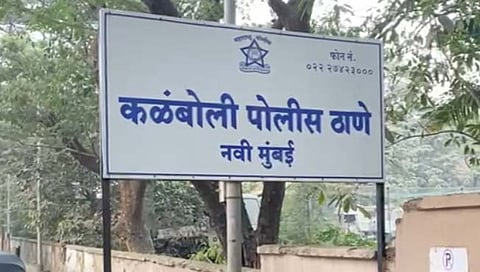 फोन नं.
०२२ २७४२३०००
कळंबोली पोलीस ठाणे
नवी मुंबई
P